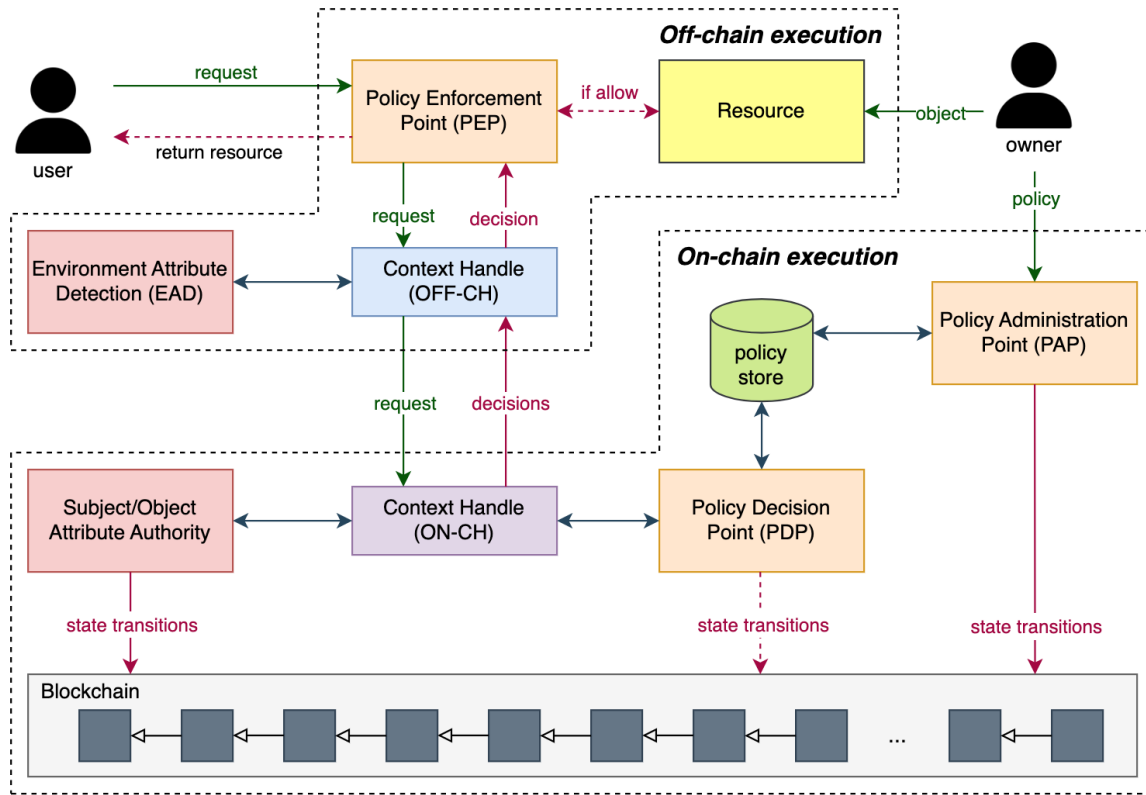 Off-chain execution
request
Policy Enforcement
Point (PEP)
if allow
Resource
object
return resource
user
owner
policy
request
decision
On-chain execution
Environment Attribute
Detection (EAD)
Context Handle
(OFF-CH)
policy
store
Policy Administration
Point (PAP)
request
decisions
Subject/Object
Attribute Authority
Context Handle
(ON-CH)
Policy Decision
Point (PDP)
state transitions
state transitions
state transitions
Blockchain
...